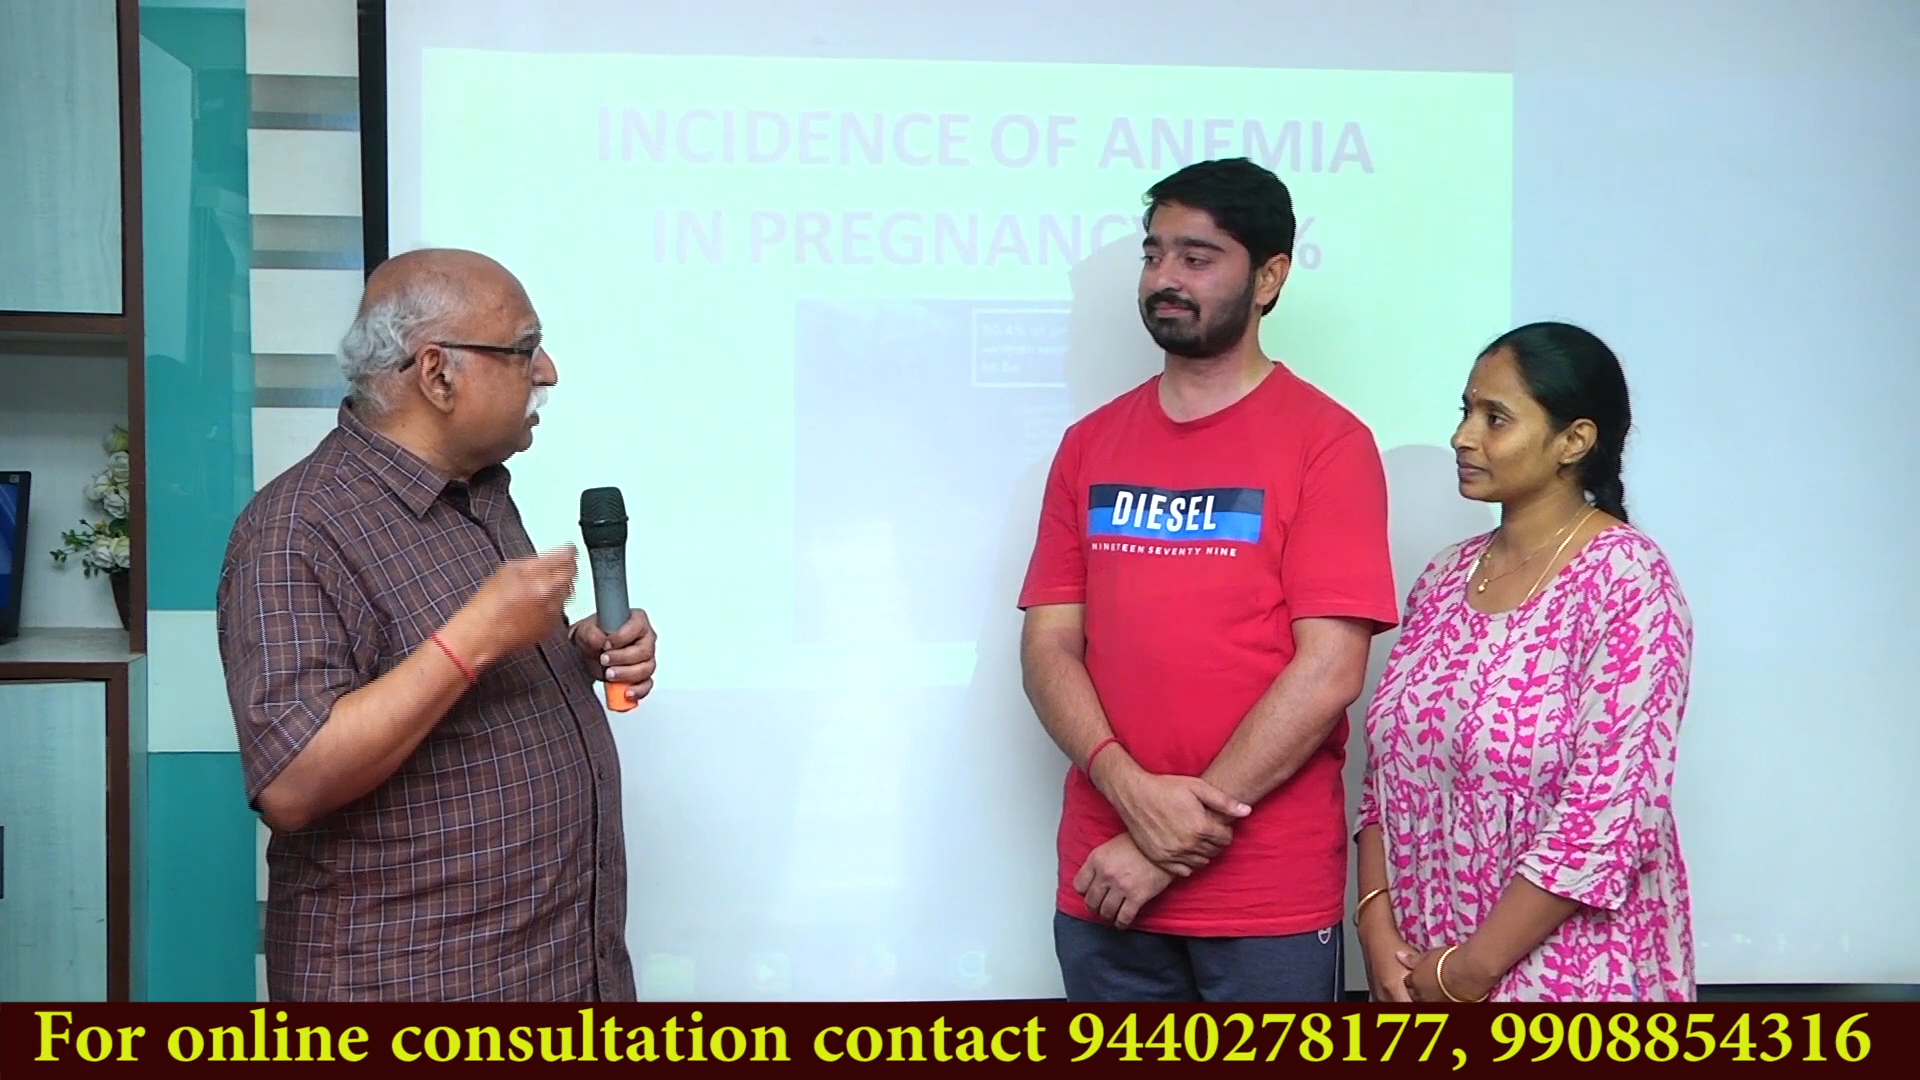 INCIDENCE OF ANEMIA
IN PREGNANCY %
DIESEL
NINETEEN SEVENTY NINE
For online consultation contact 9440278177, 9908854316